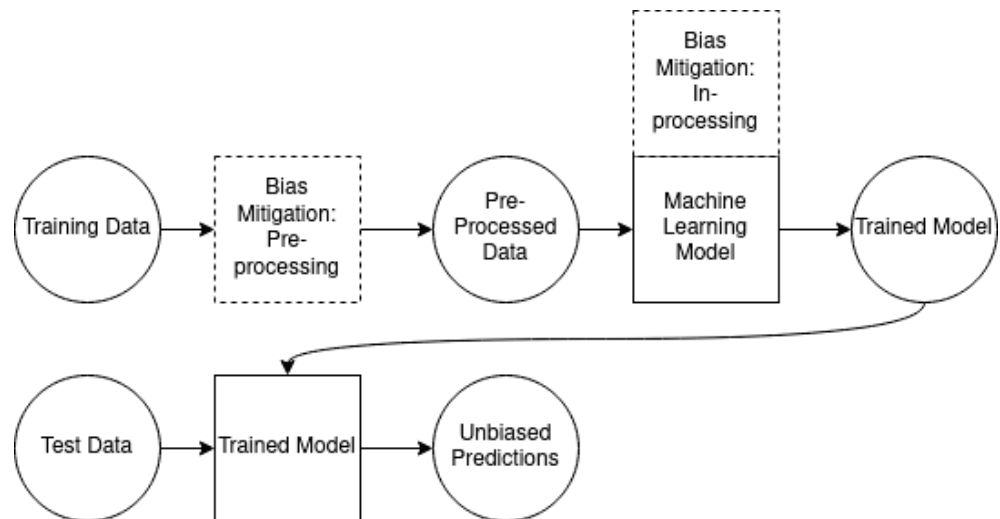 Bias
Mitigation:
In-
processing
Training Data
Bias
Mitigation:
Pre-
processing
Pre-
Processed
Data
Machine
Learning
Model
Trained Model
Test Data
Trained Model
Unbiased
Predictions